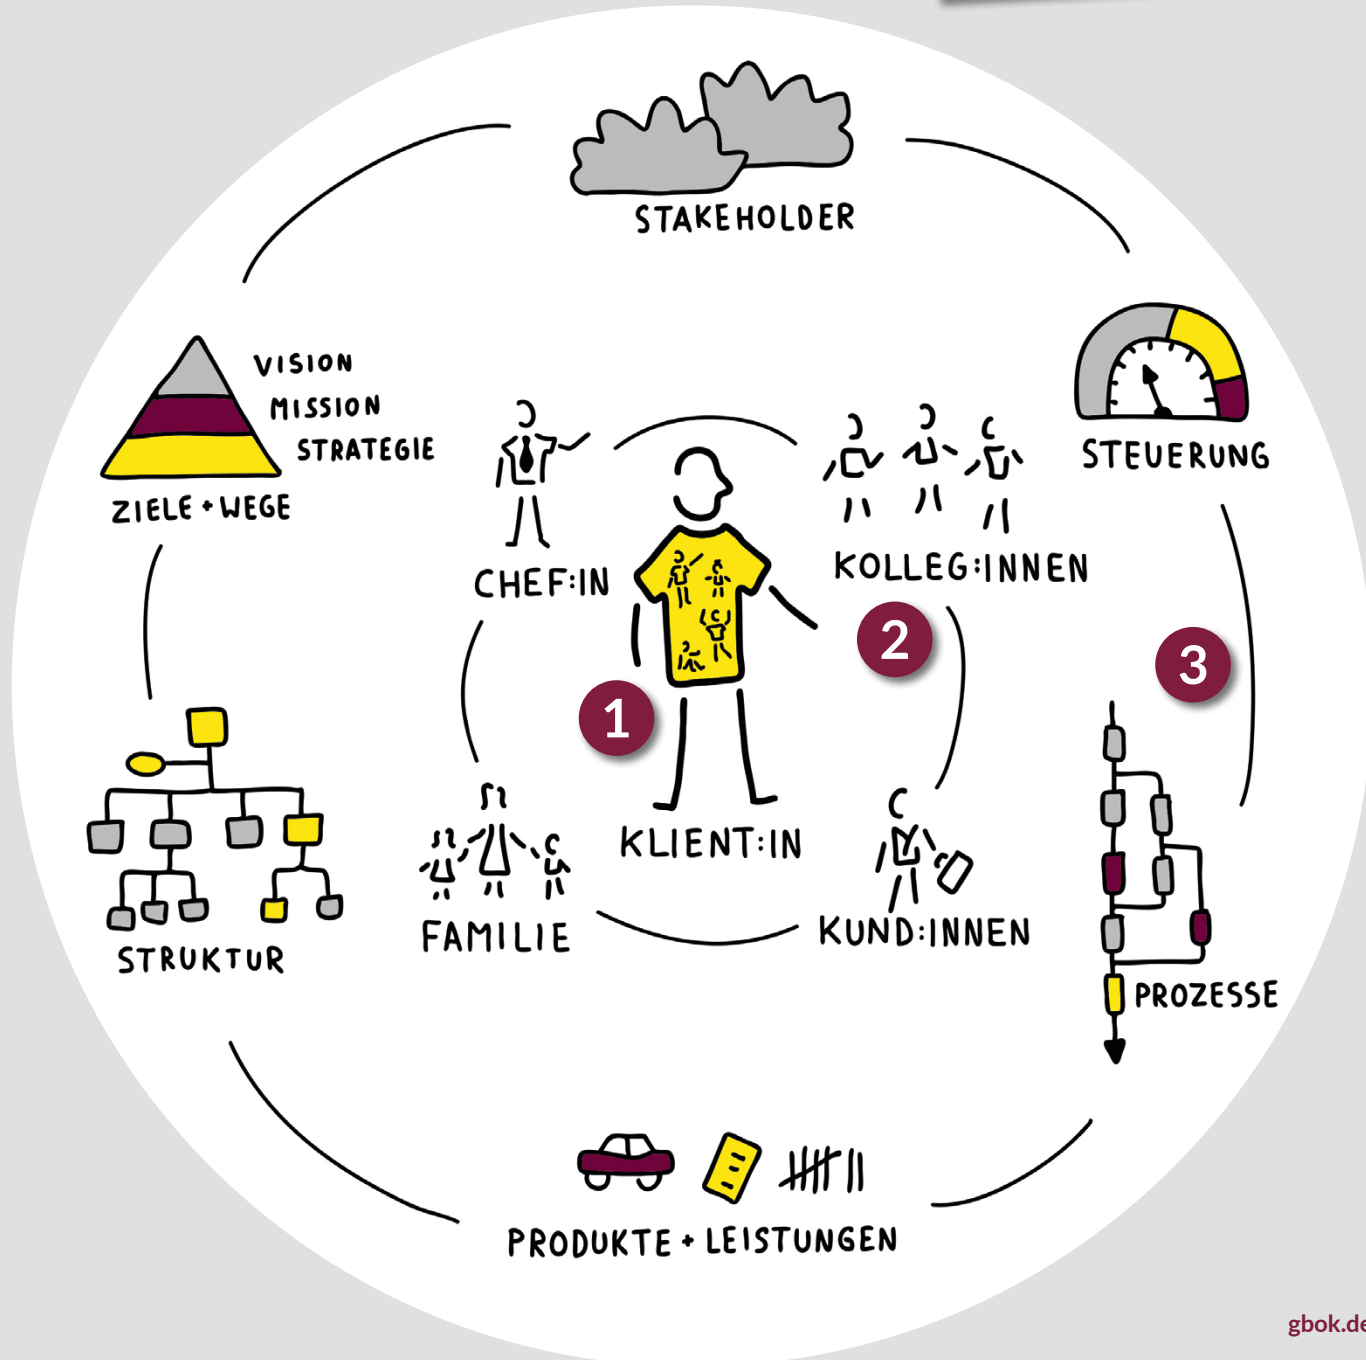 STAKEHOLDER
VISION
MISSION
STRATEGIE
ZIELE + WEGE
STEUERUNG
CHEF:IN
KOLLEG:INNEN
1
2
3
KLIENT:IN
FAMILIE
KUND:INNEN
STRUKTUR
PROZESSE
PRODUKTE + LEISTUNGEN
gbok.de